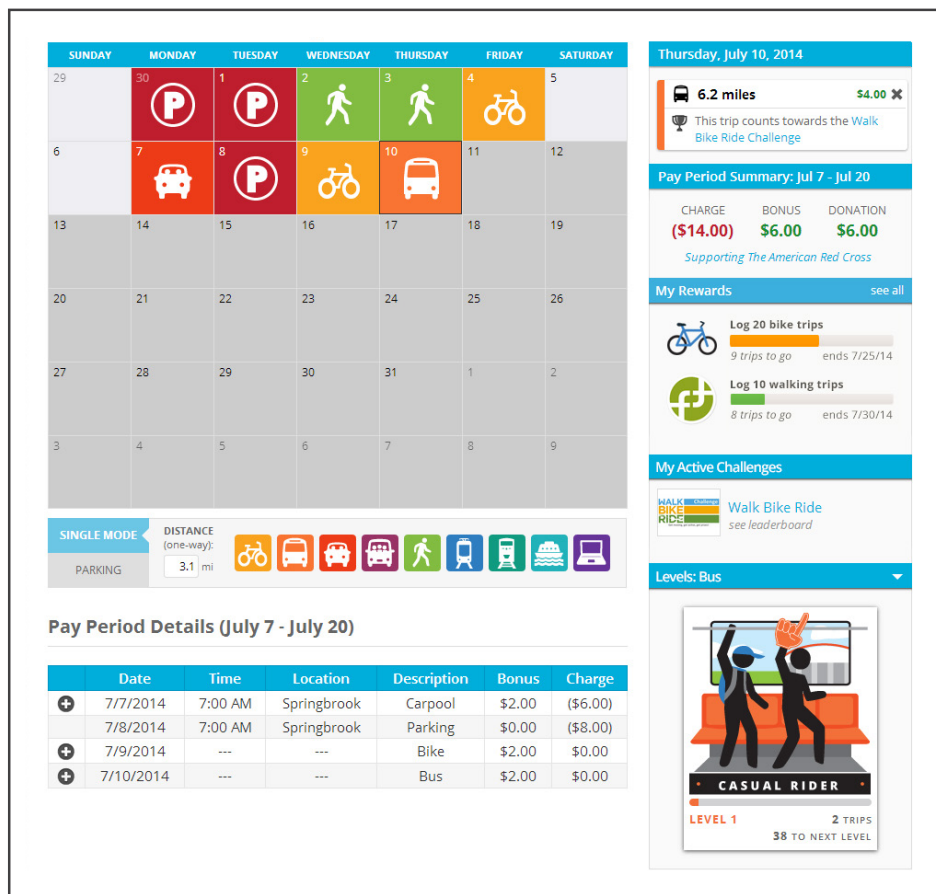 SUNDAY MONDAY TUESDAY WEDNESDAY THURSDAY FRIDAY SATURDAY
29 30 1 2 3 4 5
P P
6 7 8 9 10 11 12
P
13 14 15 16 17 18 19
20 21 22 23 24 25 26
27 28 29 30 31 1 2
3 4 5 6 7 8 9
SINGLE MODE
PARKING
DISTANCE
(one-way):
3.1 mi
Pay Period Details (July 7 - July 20)
Date Time Location Description Bonus Charge
7/7/2014 7:00 AM Springbrook Carpool $2.00 ($6.00)
7/8/2014 7:00 AM Springbrook Parking $0.00 ($8.00)
7/9/2014 --- --- Bike $2.00 $0.00
7/10/2014 --- --- Bus $2.00 $0.00
Thursday, July 10, 2014
6.2 miles $4.00
This trip counts towards the Walk
Bike Ride Challenge
Pay Period Summary: Jul 7 - Jul 20
CHARGE BONUS DONATION
($14.00) $6.00 $6.00
Supporting The American Red Cross
My Rewards see all
Log 20 bike trips
9 trips to go ends 7/25/14
Log 10 walking trips
8 trips to go ends 7/30/14
My Active Challenges
WALK Challenge
BIKE
RIDE
Walk Bike Ride
see leaderboard
Levels: Bus
CASUAL RIDER
LEVEL 1 2 TRIPS
38 TO NEXT LEVEL